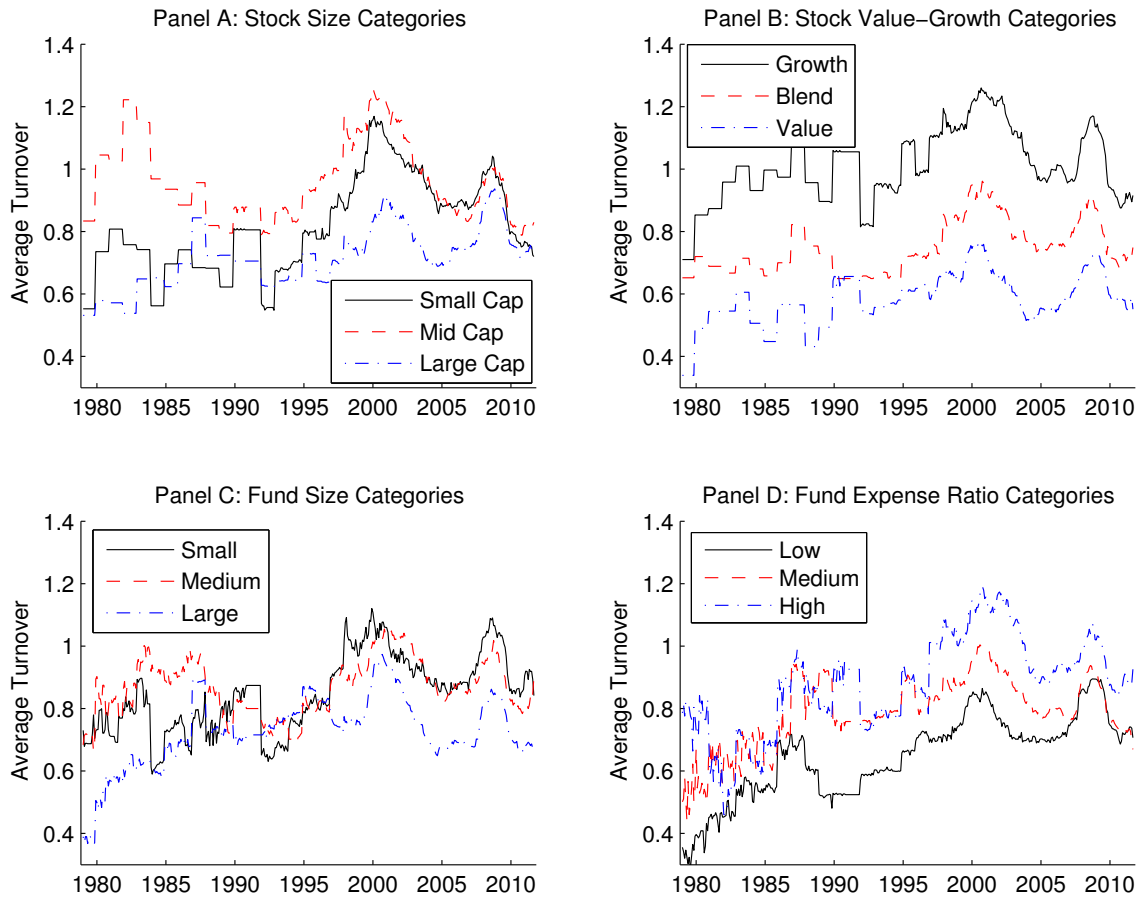 Panel A: Stock Size Categories
1.4
1.2
1
0.8
0.6
0.4
Average Turnover
Small Cap
Mid Cap
Large Cap
1980 1985 1990 1995 2000 2005 2010
Panel B: Stock Value−Growth Categories
1.4
1.2
1
0.8
0.6
0.4
Average Turnover
Growth
Blend
Value
1980 1985 1990 1995 2000 2005 2010
Panel C: Fund Size Categories
1.4
1.2
1
0.8
0.6
0.4
Average Turnover
Small
Medium
Large
1980 1985 1990 1995 2000 2005 2010
Panel D: Fund Expense Ratio Categories
1.4
1.2
1
0.8
0.6
0.4
Average Turnover
Low
Medium
High
1980 1985 1990 1995 2000 2005 2010